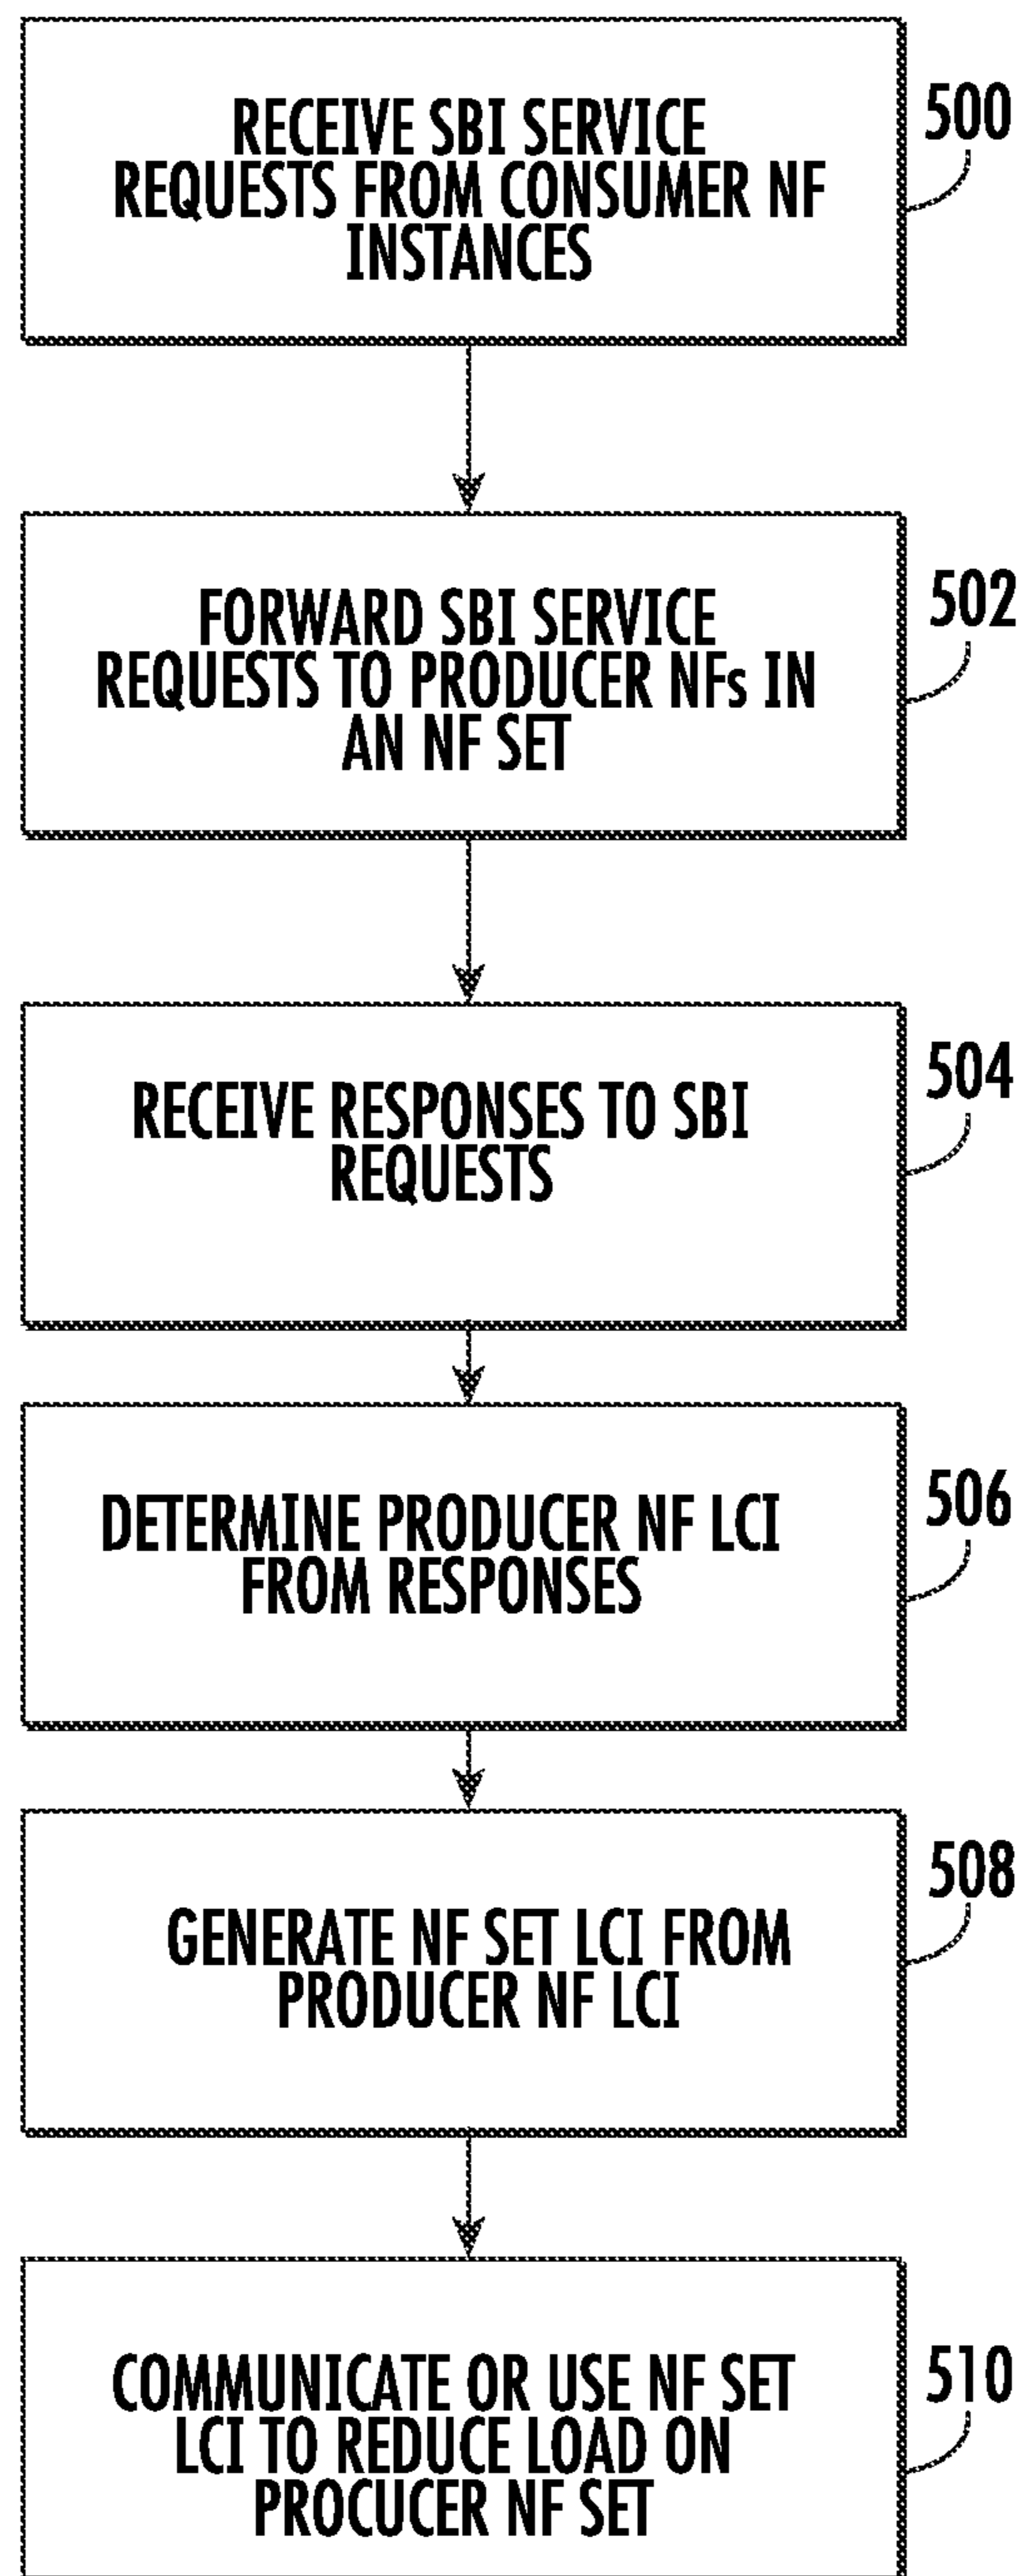 RECEIVE SBI SERVICE
REQUESTS FROM CONSUMER NF
INSTANCES
500
FORWARD SBI SERVICE
REQUESTS TO PRODUCER NFs IN
AN NF SET
502
RECEIVE RESPONSES TO SBI
REQUESTS
504
DETERMINE PRODUCER NF LCI
FROM RESPONSES
506
GENERATE NF SET LCI FROM
PRODUCER NF LCI
508
COMMUNICATE OR USE NF SET
LCI TO REDUCE LOAD ON
PROCUCER NF SET
510